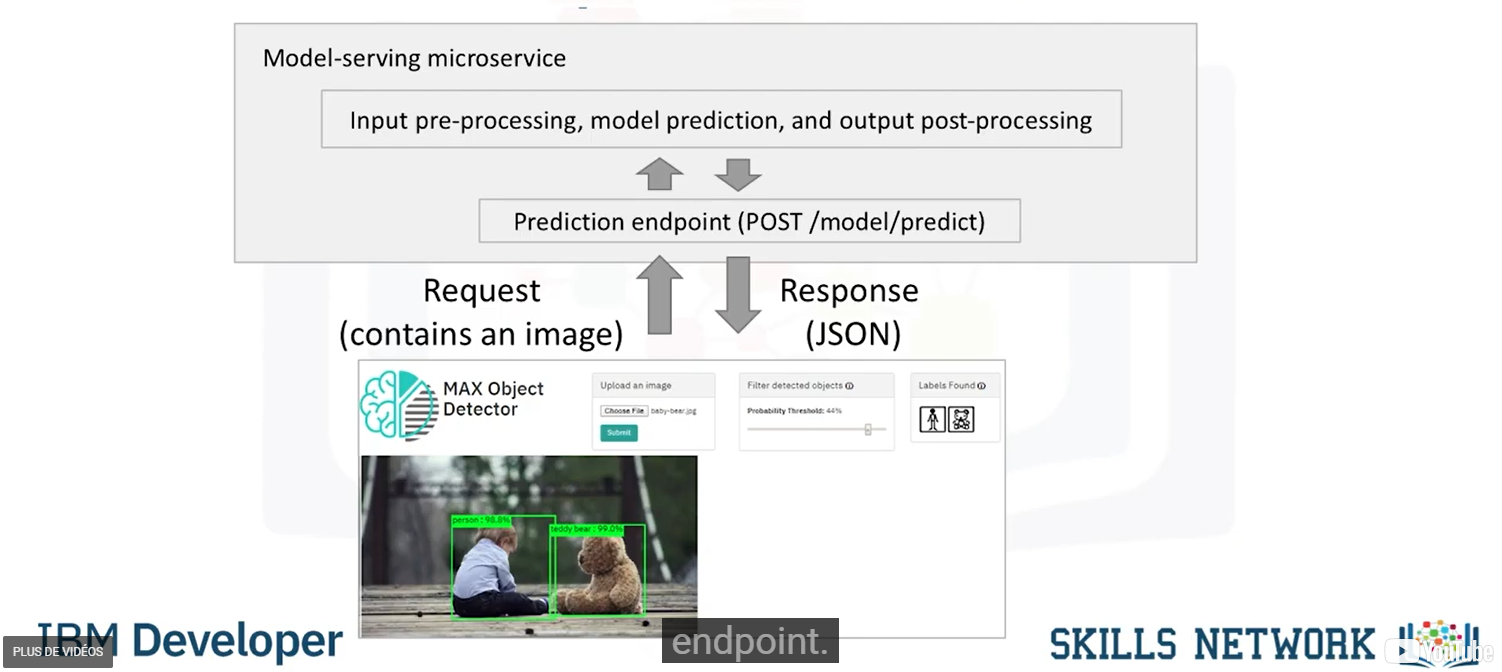 Model-serving microservice
Input pre-processing, model prediction, and output post-processing
Prediction endpoint (POST /model/predict)
Request
(contains an image)
Response
(JSON)
MAX Object
Detector
Upload an image
Choose File baby-bear.jpg
Submit
Filter detected objects
Probability Threshold: 44%
Labels Found
person : 98.8%
teddy bear : 99.0%
IBM Developer
PLUS DE VIDÉOS
endpoint.
SKILLS NETWORK
YouTube